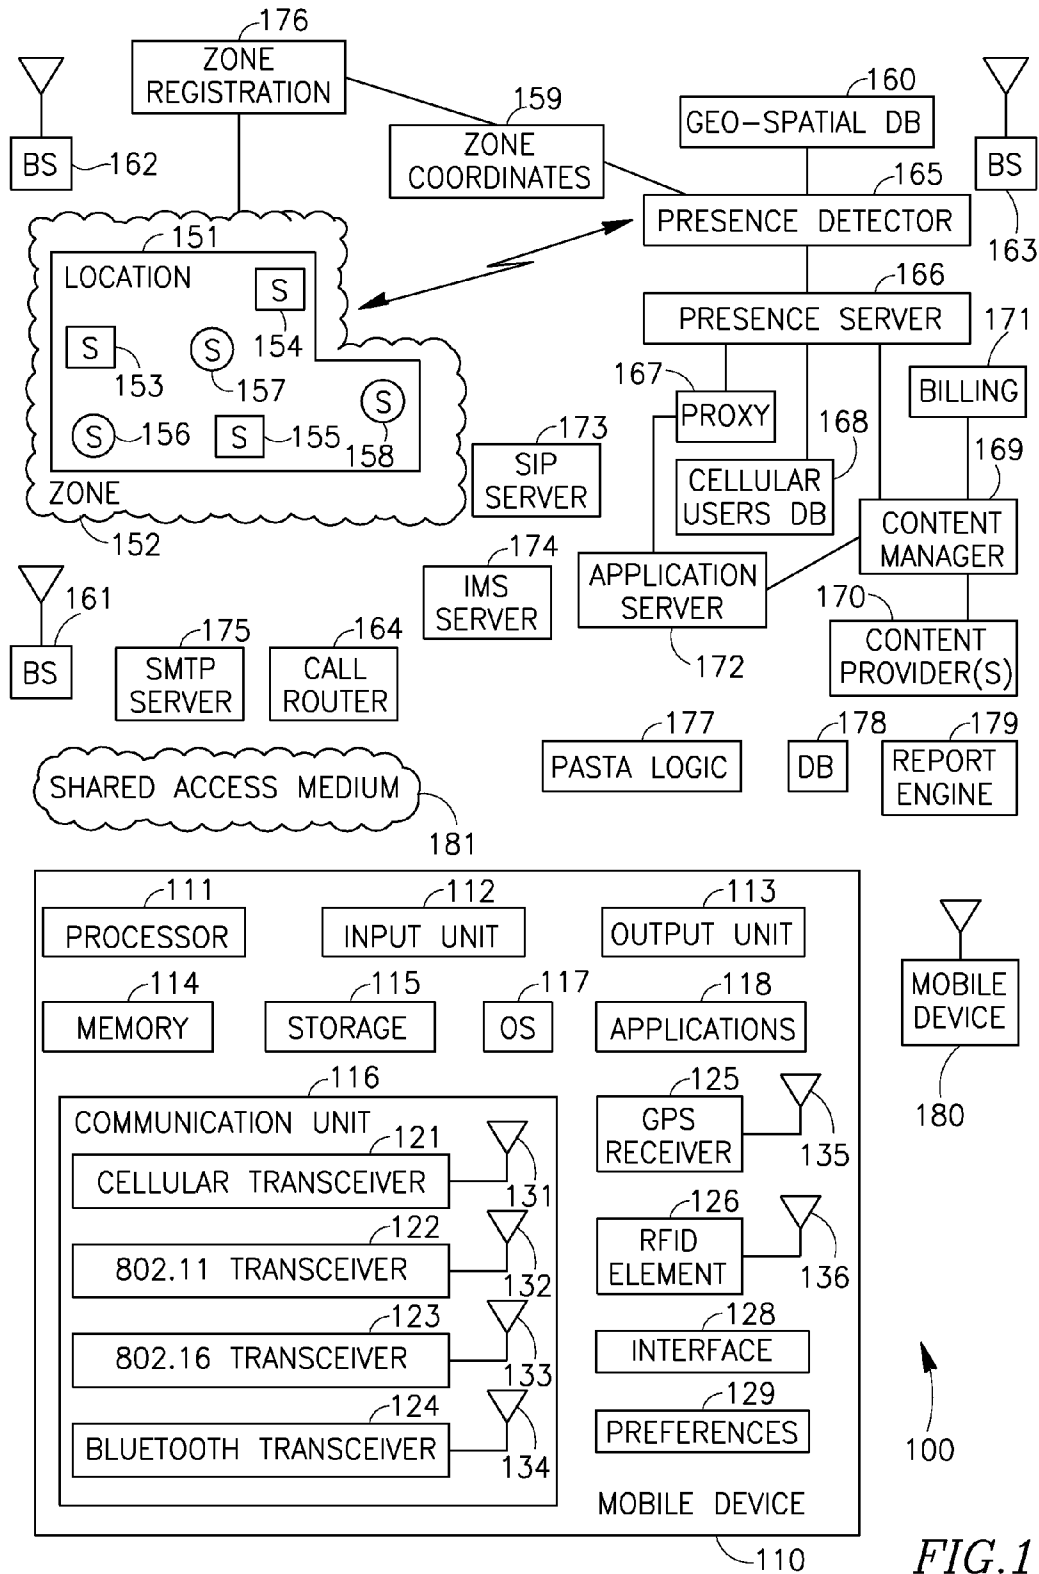 176
ZONE
REGISTRATION
159
ZONE
COORDINATES
160
GEO-SPATIAL DB
BS
162
BS
163
165
PRESENCE DETECTOR
166
PRESENCE SERVER
151
LOCATION
S
154
S
153
S
157
S
156
S
155
S
158
ZONE
152
167
PROXY
168
CELLULAR
USERS DB
171
BILLING
169
CONTENT
MANAGER
173
SIP
SERVER
174
IMS
SERVER
APPLICATION
SERVER
172
170
CONTENT
PROVIDER(S)
161
BS
175
SMTP
SERVER
164
CALL
ROUTER
177
PASTA LOGIC
178
DB
179
REPORT
ENGINE
SHARED ACCESS MEDIUM
181
111
PROCESSOR
112
INPUT UNIT
113
OUTPUT UNIT
114
MEMORY
115
STORAGE
117
OS
118
APPLICATIONS
MOBILE
DEVICE
180
116
COMMUNICATION UNIT
121
CELLULAR TRANSCEIVER
131
122
802.11 TRANSCEIVER
132
123
802.16 TRANSCEIVER
133
124
BLUETOOTH TRANSCEIVER
134
125
GPS
RECEIVER
135
126
RFID
ELEMENT
136
128
INTERFACE
129
PREFERENCES
MOBILE DEVICE
110
100
FIG.1